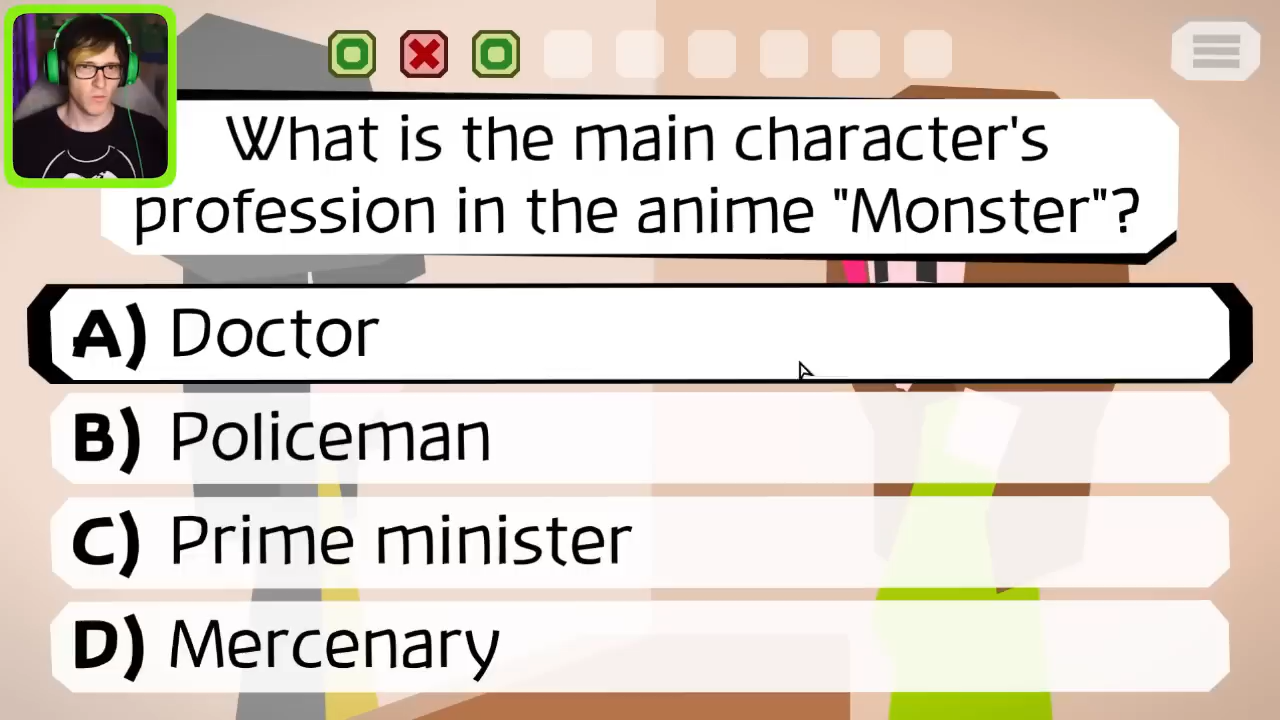 What is the main character's
profession in the anime "Monster"?
A) Doctor
B) Policeman
C) Prime minister
D) Mercenary